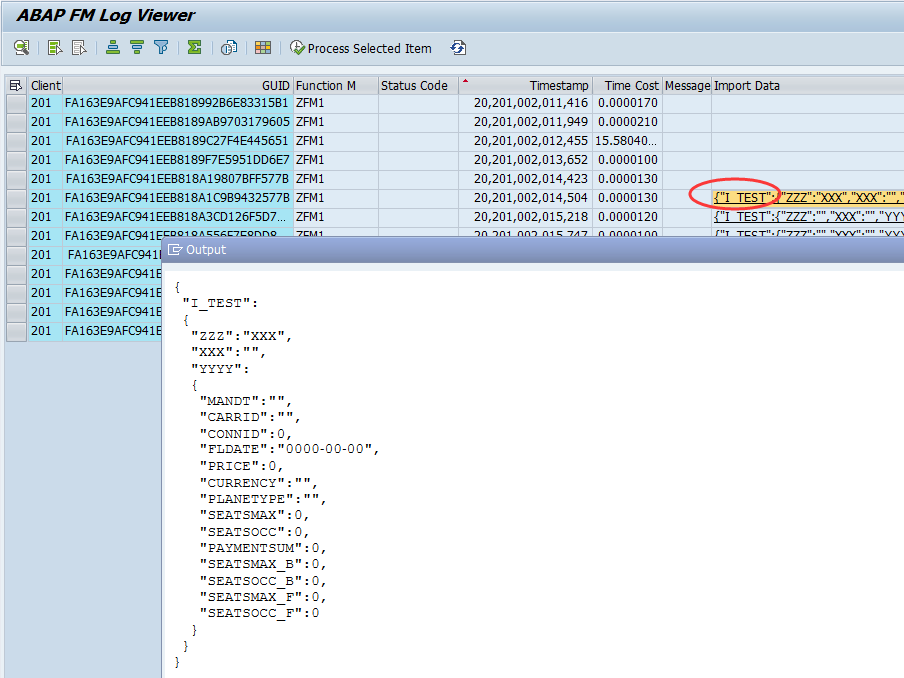 ABAP FM Log Viewer
Process Selected Item
Client GUID Function M Status Code Timestamp Time Cost Message Import Data
201 FA163E9AFC941EEB818992B6E83315B1 ZFM1 20,201,002,011,416 0.0000170
201 FA163E9AFC941EEB8189AB9703179605 ZFM1 20,201,002,011,949 0.0000210
201 FA163E9AFC941EEB8189C27F4E445651 ZFM1 20,201,002,012,455 15.58040...
201 FA163E9AFC941EEB8189F7E5951DD6E7 ZFM1 20,201,002,013,652 0.0000100
201 FA163E9AFC941EEB818A19807BFF577B ZFM1 20,201,002,014,423 0.0000130
201 FA163E9AFC941EEB818A1C9B9432577B ZFM1 20,201,002,014,504 0.0000130 {"I_TEST":{"ZZZ":"XXX","XXX":"","
201 FA163E9AFC941EEB818A3CD126F5D7... ZFM1 20,201,002,015,218 0.0000120 {"I_TEST":{"ZZZ":"","XXX":"","YYY
201 FA163E9AFC941EEB818A556F7F8DD8... ZFM1 20,201,002,015,747 0.0000130 {"I_TEST":{"ZZZ":"","XXX":"","YYY
201 FA163E9AFC941
201 FA163E9AFC941E
201 FA163E9AFC941E
201 FA163E9AFC941E
201 FA163E9AFC941E
Output
{
"I_TEST":
{
"ZZZ":"XXX",
"XXX":"",
"YYYY":
{
"MANDT":"",
"CARRID":"",
"CONNID":0,
"FLDATE":"0000-00-00",
"PRICE":0,
"CURRENCY":"",
"PLANETYPE":"",
"SEATSMAX":0,
"SEATSOCC":0,
"PAYMENTSUM":0,
"SEATSMAX_B":0,
"SEATSOCC_B":0,
"SEATSMAX_F":0,
"SEATSOCC_F":0
}
}
}